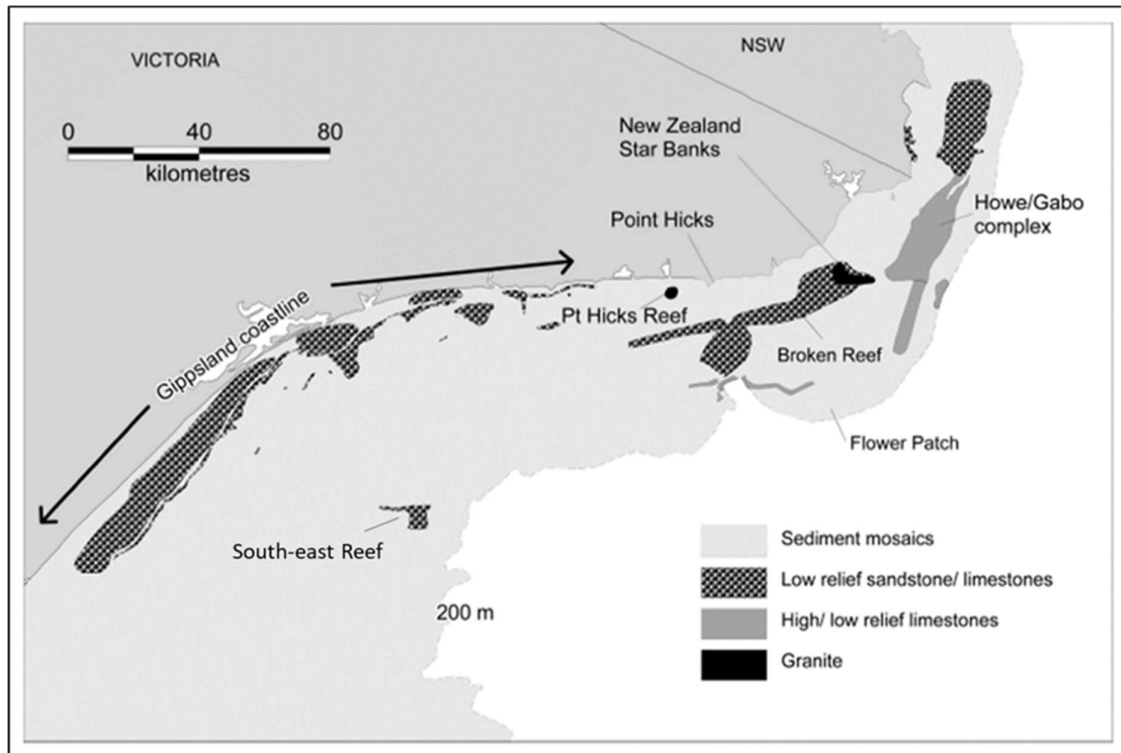 VICTORIA
NSW
0 40 80
kilometres
New Zealand
Star Banks
Howe/Gabo
complex
Point Hicks
Gippsland coastline
Pt Hicks Reef
Broken Reef
Flower Patch
South-east Reef
200 m
Sediment mosaics
Low relief sandstone/ limestones
High/ low relief limestones
Granite